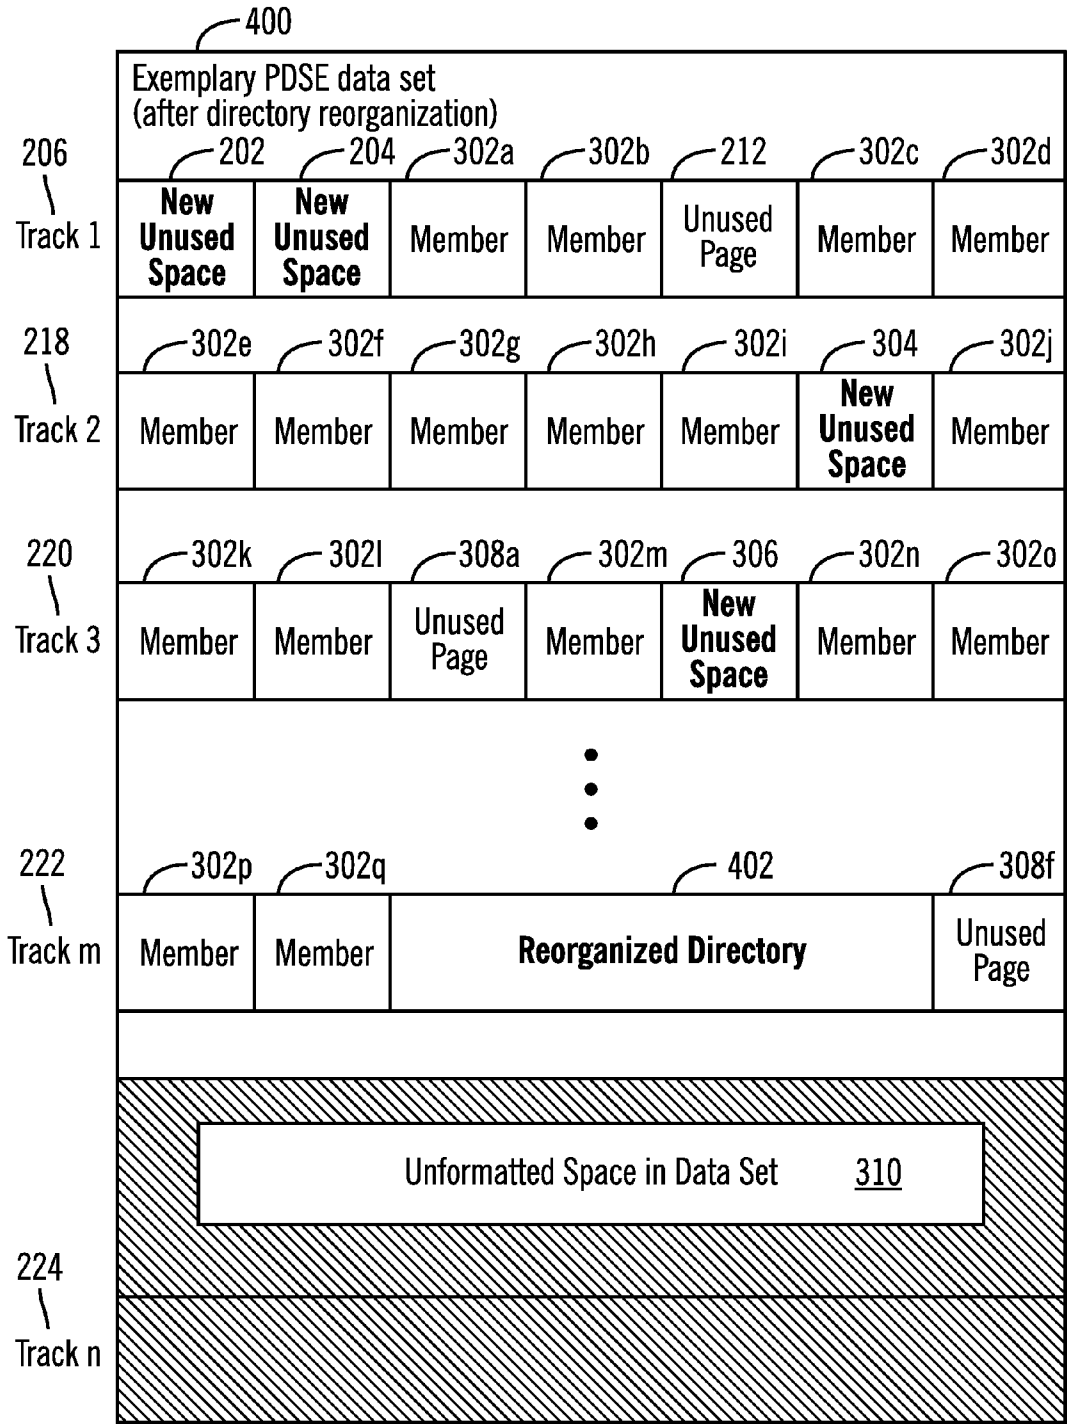 400
Exemplary PDSE data set
(after directory reorganization)
206
202 204 302a 302b 212 302c 302d
Track 1
New Unused Space
New Unused Space
Member
Member
Unused Page
Member
Member
218
302e 302f 302g 302h 302i 304 302j
Track 2
Member
Member
Member
Member
Member
New Unused Space
Member
220
302k 302l 308a 302m 306 302n 302o
Track 3
Member
Member
Unused Page
Member
New Unused Space
Member
Member
222
302p 302q 402 308f
Track m
Member
Member
Reorganized Directory
Unused Page
Unformatted Space in Data Set 310
224
Track n